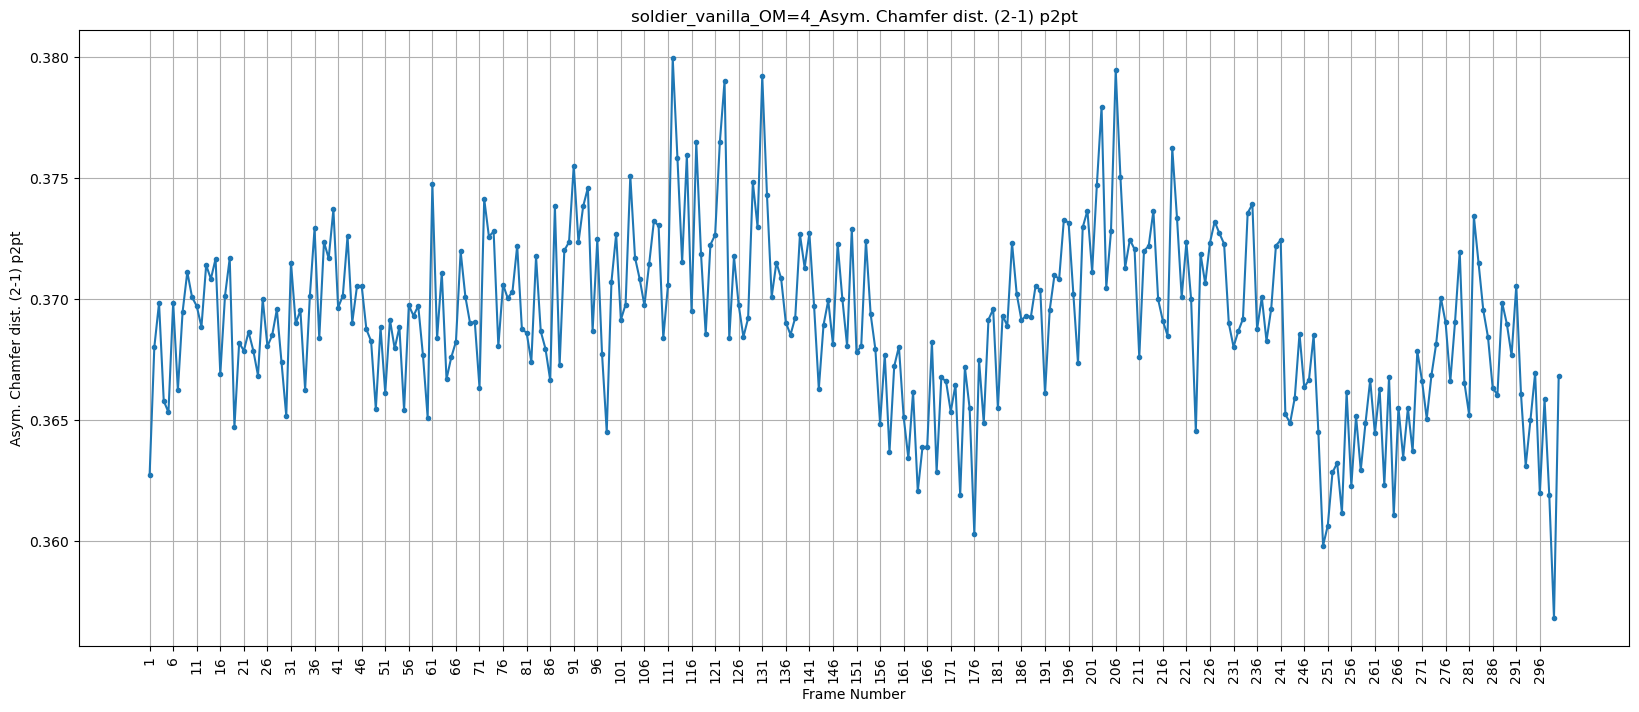 soldier_vanilla_OM=4_Asym. Chamfer dist. (2-1) p2pt
Asym. Chamfer dist. (2-1) p2pt
0.380
0.375
0.370
0.365
0.360
1 6 11 16 21 26 31 36 41 46 51 56 61 66 71 76 81 86 91 96 101 106 111 116 121 126 131 136 141 146 151 156 161 166 171 176 181 186 191 196 201 206 211 216 221 226 231 236 241 246 251 256 261 266 271 276 281 286 291 296
Frame Number